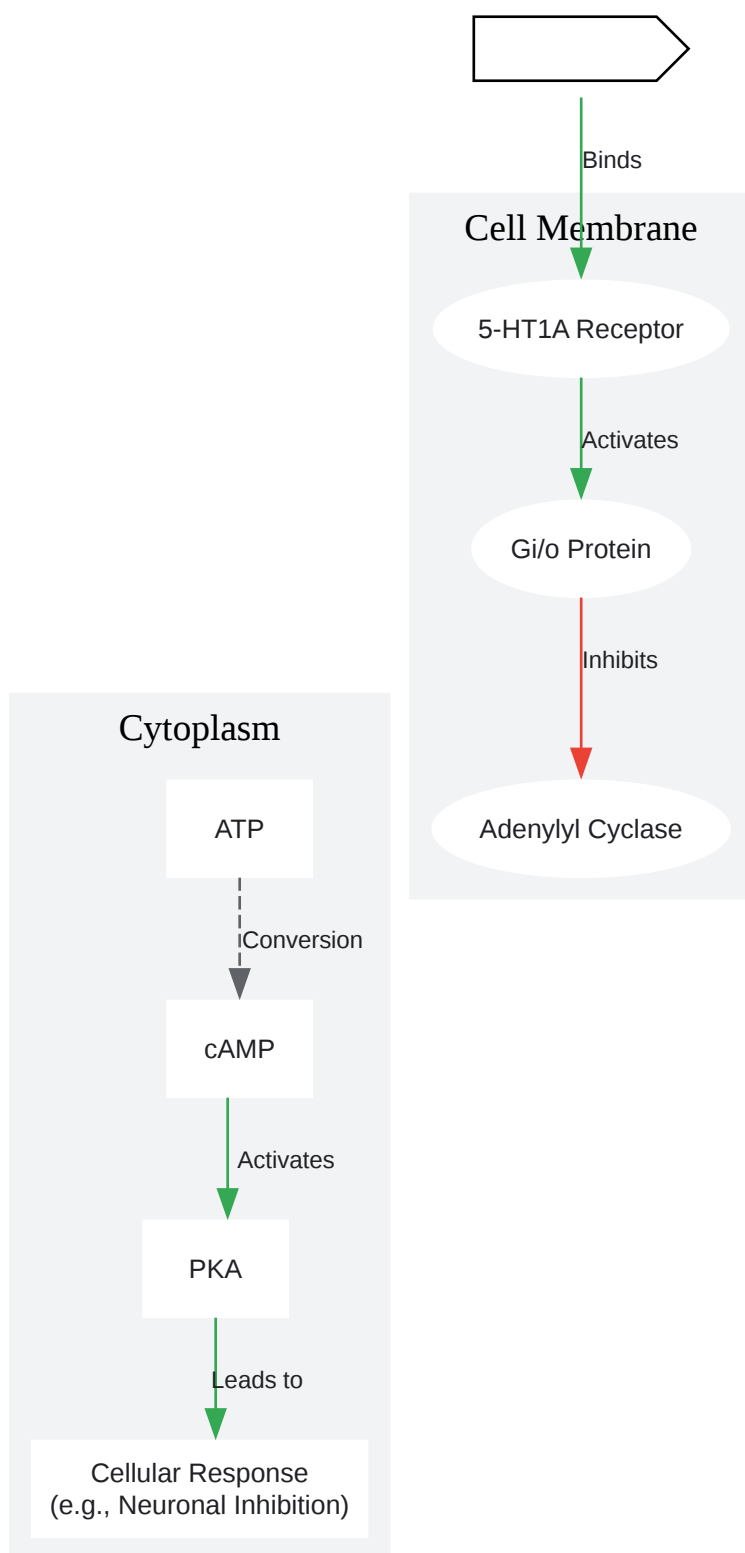 Binds
Cell Membrane
5-HT1A Receptor
Activates
Gi/o Protein
Inhibits
Adenylyl Cyclase
Cytoplasm
ATP
Conversion
cAMP
Activates
PKA
Leads to
Cellular Response
(e.g., Neuronal Inhibition)